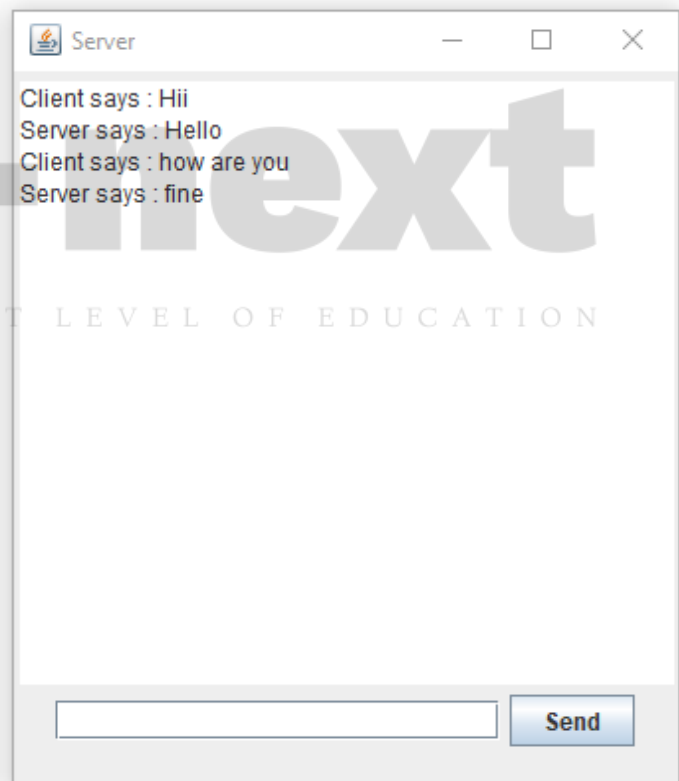 Server
Client says : Hii
Server says : Hello
Client says : how are you
Server says : fine
-next
T LEVEL OF EDUCATION
Send